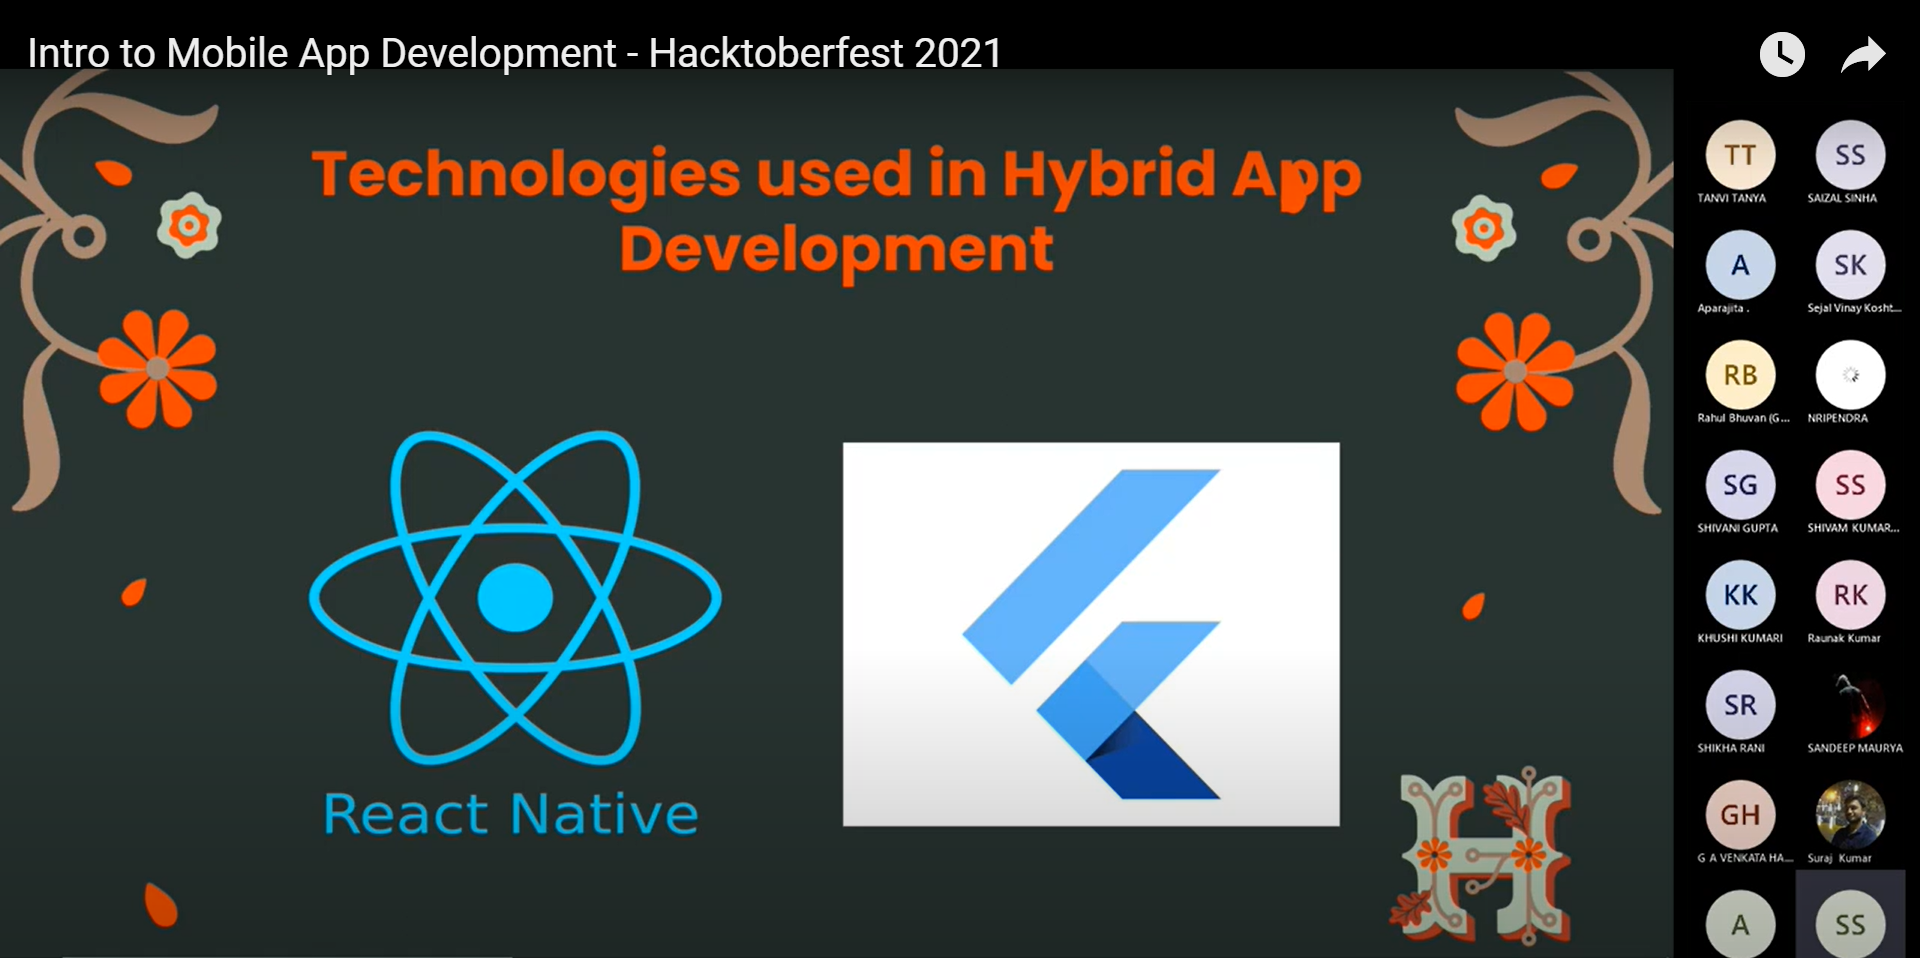 Intro to Mobile App Development - Hacktoberfest 2021
Technologies used in Hybrid App
Development
React Native
H
TT
TANVI TANYA
SS
SAIZAL SINHA
A
Aparajita .
SK
Sejal Vinay Kosht...
RB
Rahul Bhuvan (G...
NRIPENDRA
SG
SHIVANI GUPTA
SS
SHIVAM KUMAR...
KK
KHUSHI KUMARI
RK
Raunak Kumar
SR
SHIKHA RANI
SANDEEP MAURYA
GH
G A VENKATA HA...
Suraj Kumar
A
SS